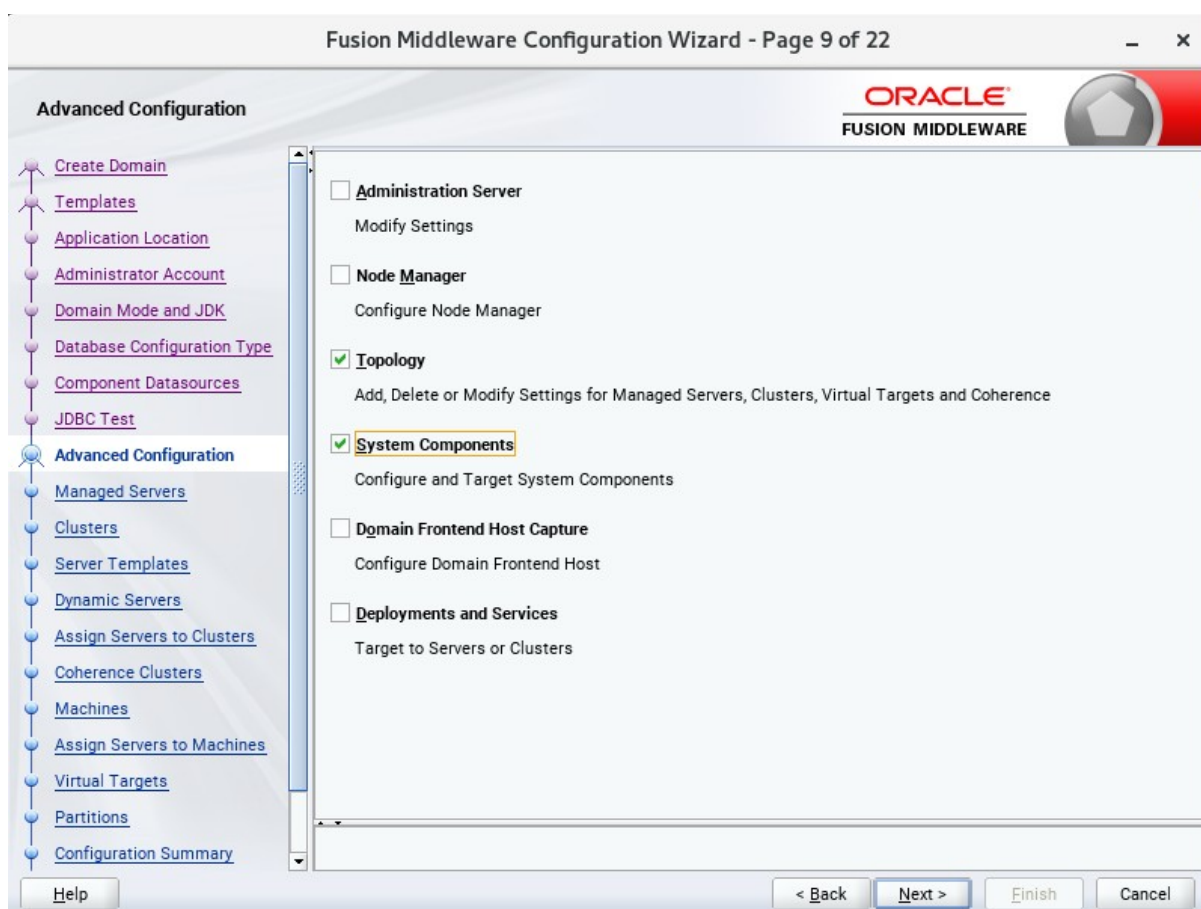 Fusion Middleware Configuration Wizard - Page 9 of 22
Advanced Configuration
ORACLE
FUSION MIDDLEWARE
Create Domain
Templates
Application Location
Administrator Account
Domain Mode and JDK
Database Configuration Type
Component Datasources
JDBC Test
Advanced Configuration
Managed Servers
Clusters
Server Templates
Dynamic Servers
Assign Servers to Clusters
Coherence Clusters
Machines
Assign Servers to Machines
Virtual Targets
Partitions
Configuration Summary
Administration Server
Modify Settings
Node Manager
Configure Node Manager
Topology
Add, Delete or Modify Settings for Managed Servers, Clusters, Virtual Targets and Coherence
System Components
Configure and Target System Components
Domain Frontend Host Capture
Configure Domain Frontend Host
Deployments and Services
Target to Servers or Clusters
Help
< Back
Next >
Finish
Cancel